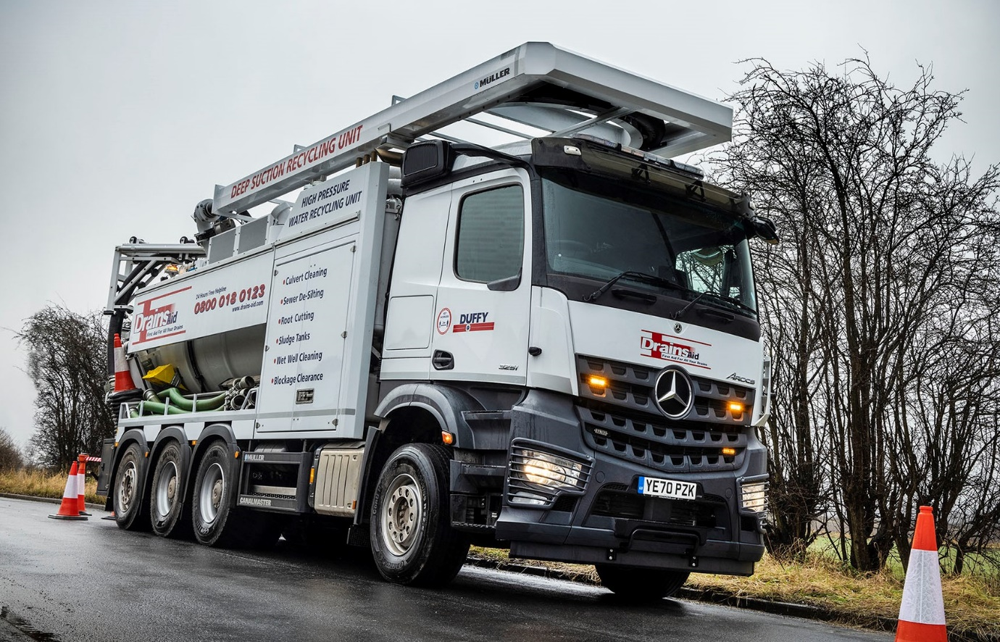 MÜLLER
DEEP SUCTION RECYCLING UNIT
HIGH PRESSURE
WATER RECYCLING UNIT
• Culvert Cleaning
• Sewer De-Silting
• Root Cutting
• Sludge Tanks
• Wet Well Cleaning
• Blockage Clearance
24 Hours Free Helpline
0800 018 0123
www.drains-aid.com
Drains Aid
First Aid For All Your Drains
DUFFY
3251
Drains Aid
First Aid For All Your Drains
AROCS
YE70 PZK
MÜLLER
CANALMASTER